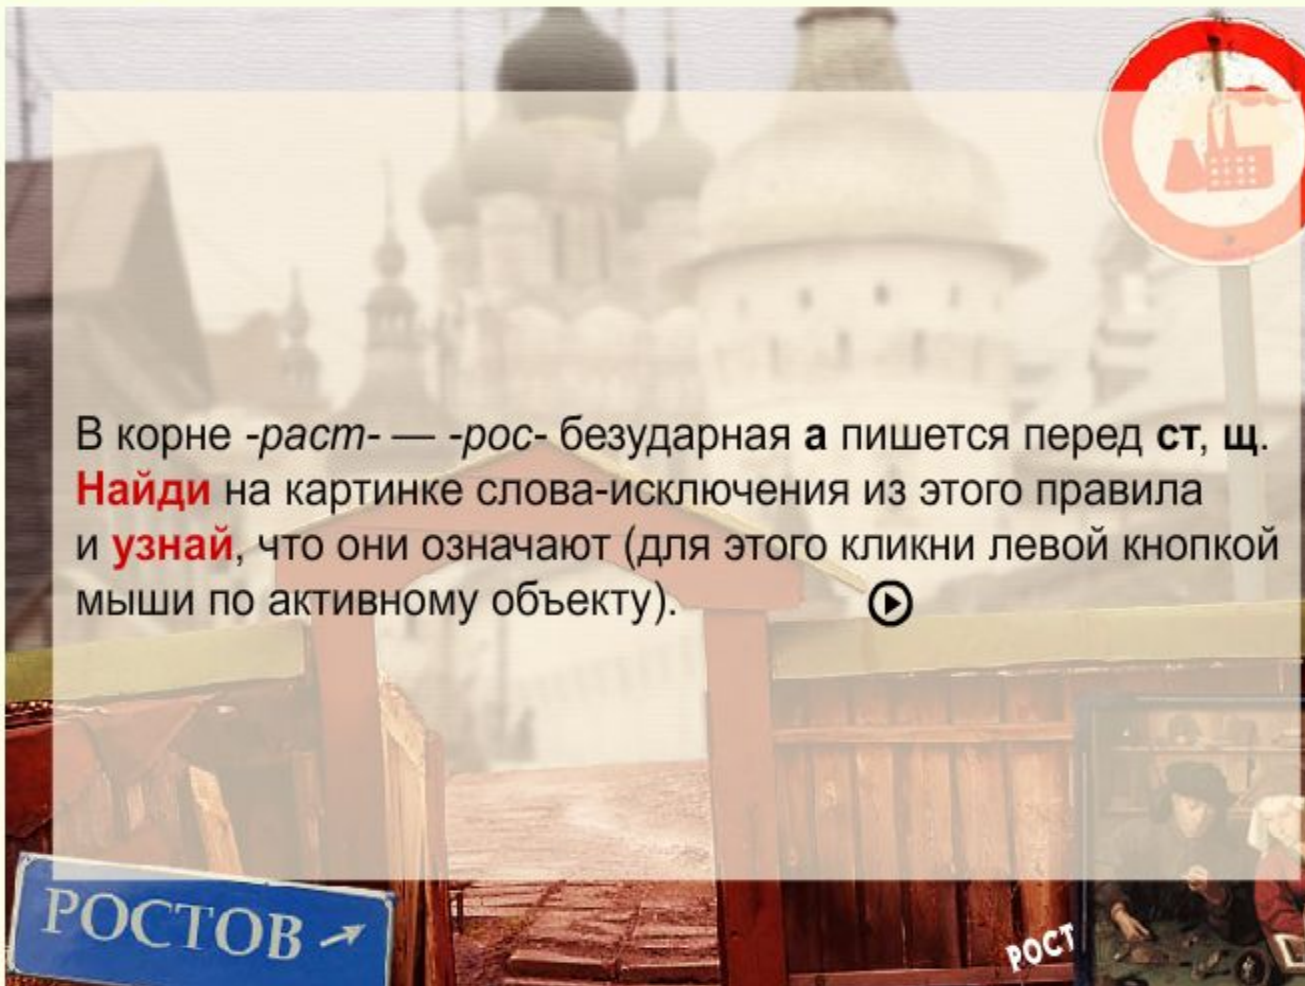 В корне -раст- — -рос- безударная а пишется перед ст, щ.
Найди на картинке слова-исключения из этого правила
и узнай, что они означают (для этого кликни левой кнопкой
мыши по активному объекту).
РОСТОВ
РОСТ